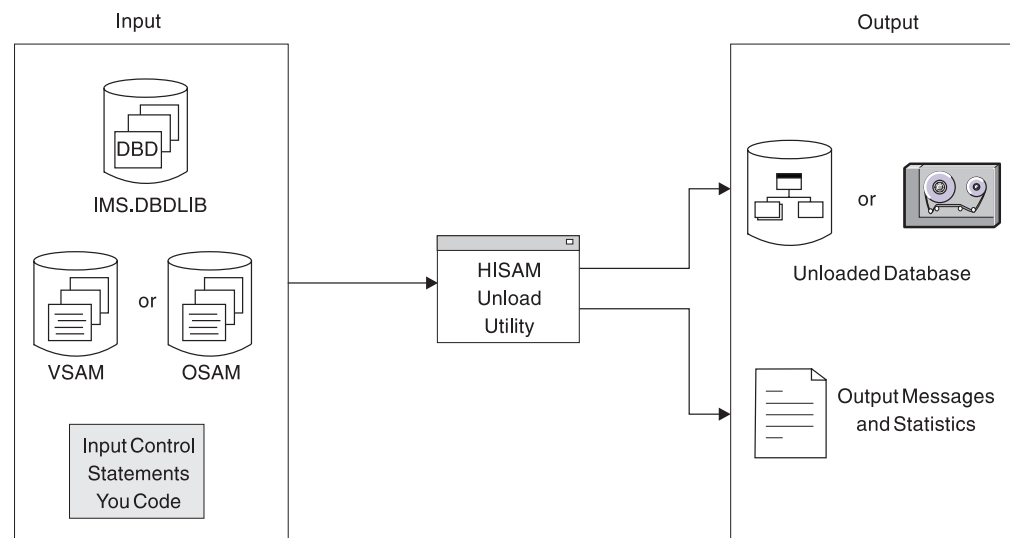 Input
Output
DBD
IMS.DBDLIB
or
VSAM
OSAM
Input Control
Statements
You Code
HISAM
Unload
Utility
or
Unloaded Database
Output Messages
and Statistics